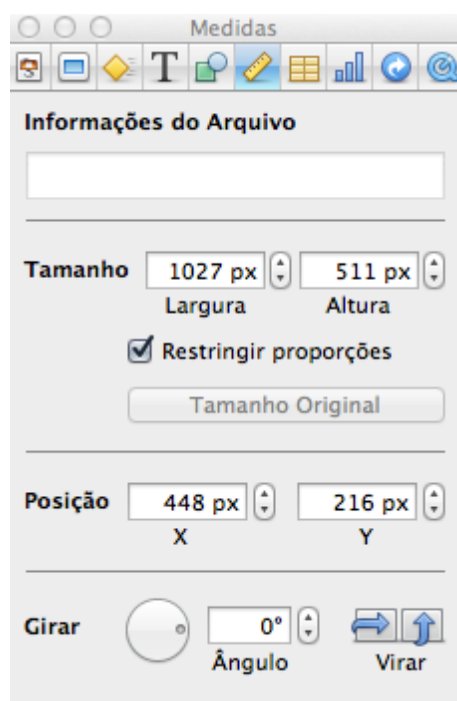 Medidas
T
Informações do Arquivo
Tamanho 1027 px 511 px
Largura Altura
Restringir proporções
Tamanho Original
Posição 448 px 216 px
X Y
Girar 0°
Ângulo Virar